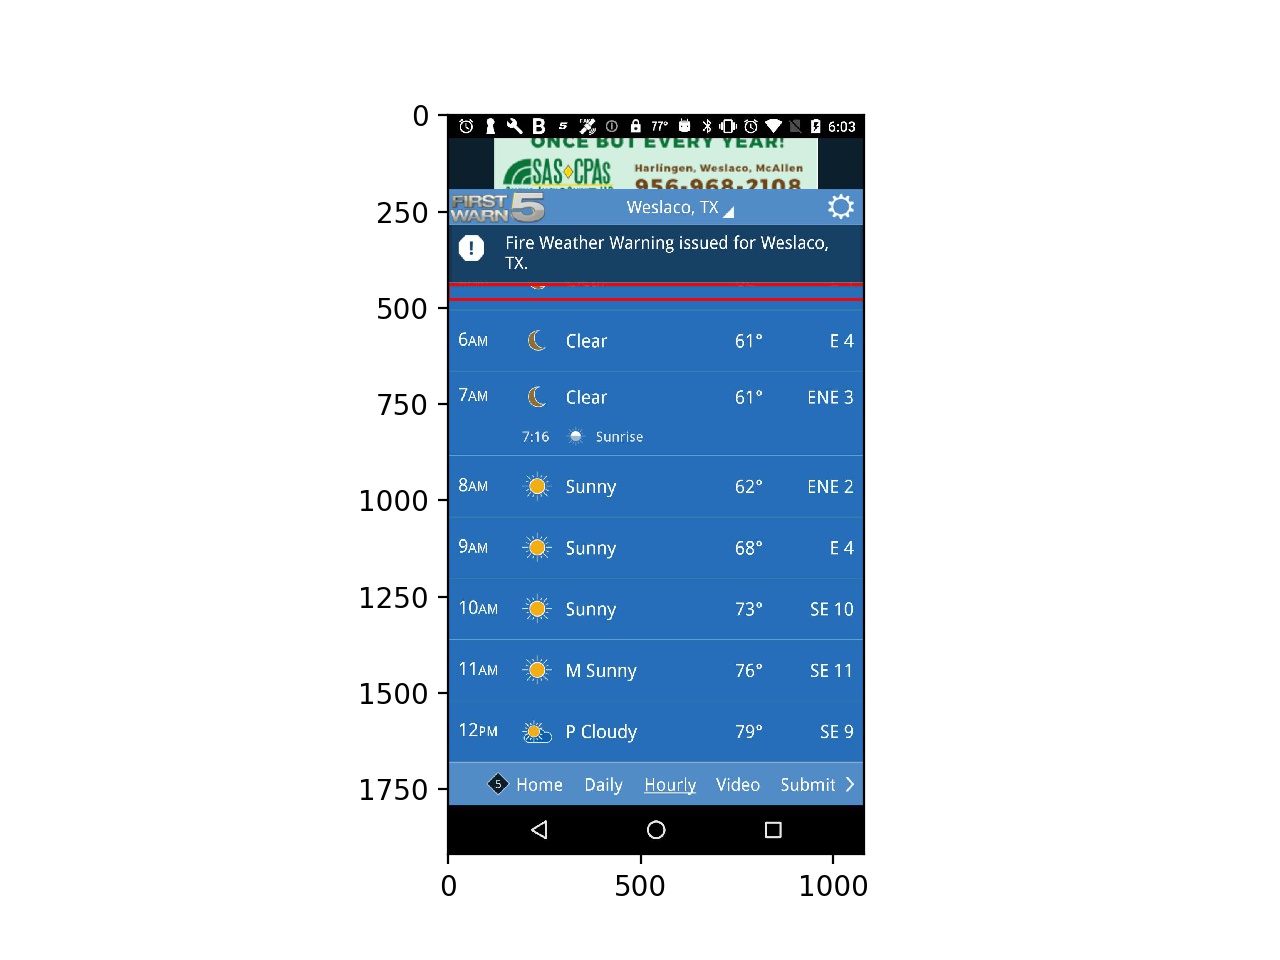 0
250
500
750
1000
1250
1500
1750
0 500 1000
B 5 77° 6:03
ONCE BUT EVERY YEAR!
SAS CPAs
Harlingen, Weslaco, McAllen
956-968-2108
FIRST WARN 5
Weslaco, TX
! Fire Weather Warning issued for Weslaco,
TX.
6AM Clear 61° E 4
7AM Clear 61° ENE 3
7:16 Sunrise
8AM Sunny 62° ENE 2
9AM Sunny 68° E 4
10AM Sunny 73° SE 10
11AM M Sunny 76° SE 11
12PM P Cloudy 79° SE 9
5 Home Daily Hourly Video Submit